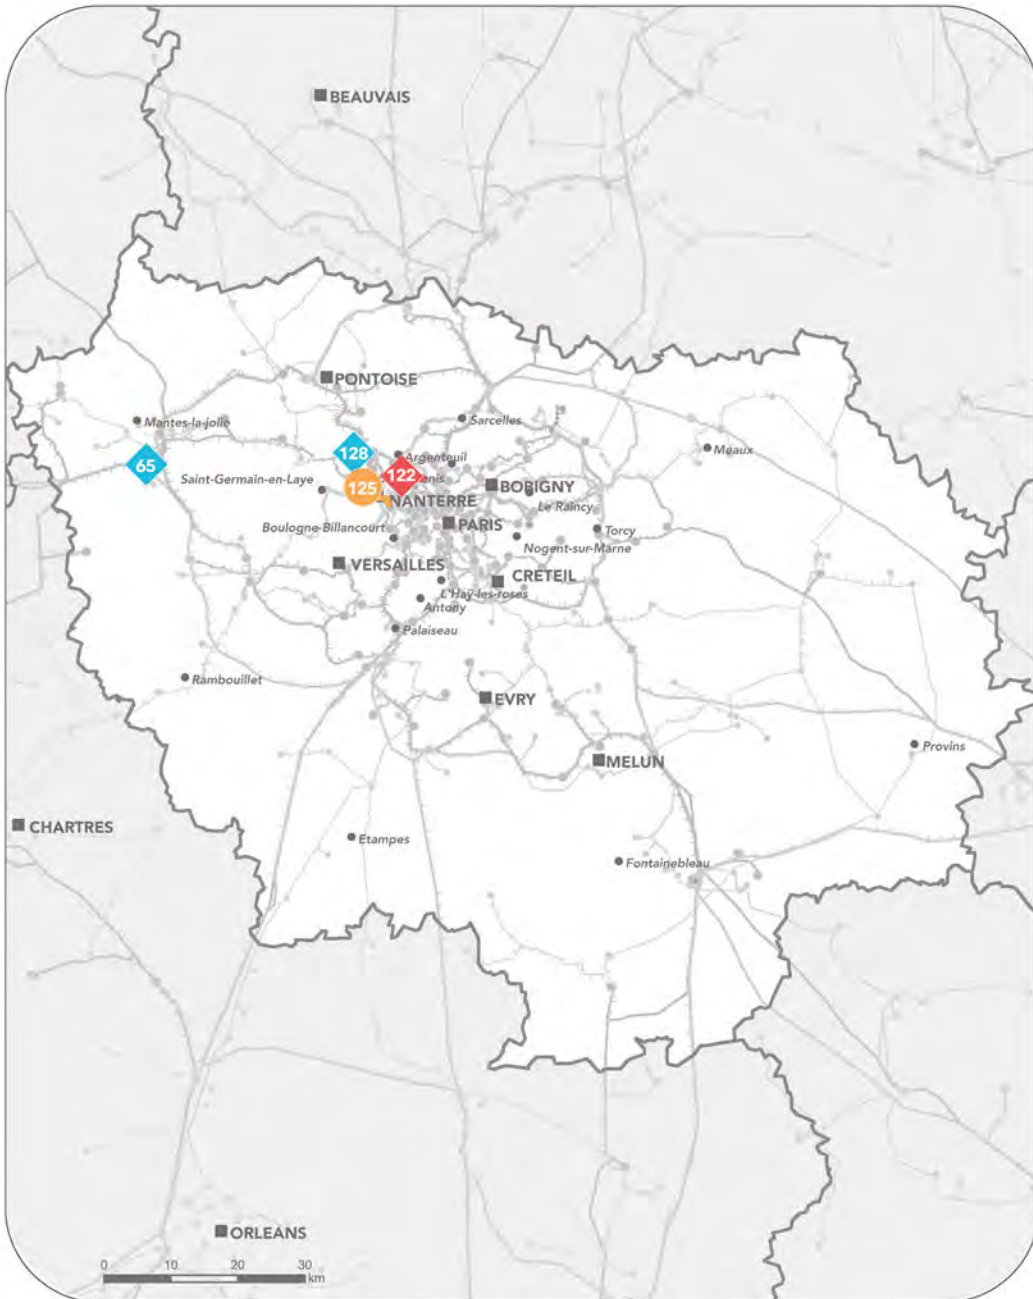 BEAUVAIS
PONTOISE
Mantes-la-jolie
Sarcelles
128
65
Argenteuil
Meaux
122
Saint-Germain-en-Laye
125
enis
BOBIGNY
NANTERRE
Le Raincy
Boulogne-Billancourt
PARIS
Torcy
Nogent-sur-Marne
VERSAILLES
CRETEIL
L'Haÿ-les-roses
Antony
Palaiseau
Rambouillet
EVRY
Provins
MELUN
CHARTRES
Etampes
Fontainebleau
ORLEANS
0 10 20 30
km